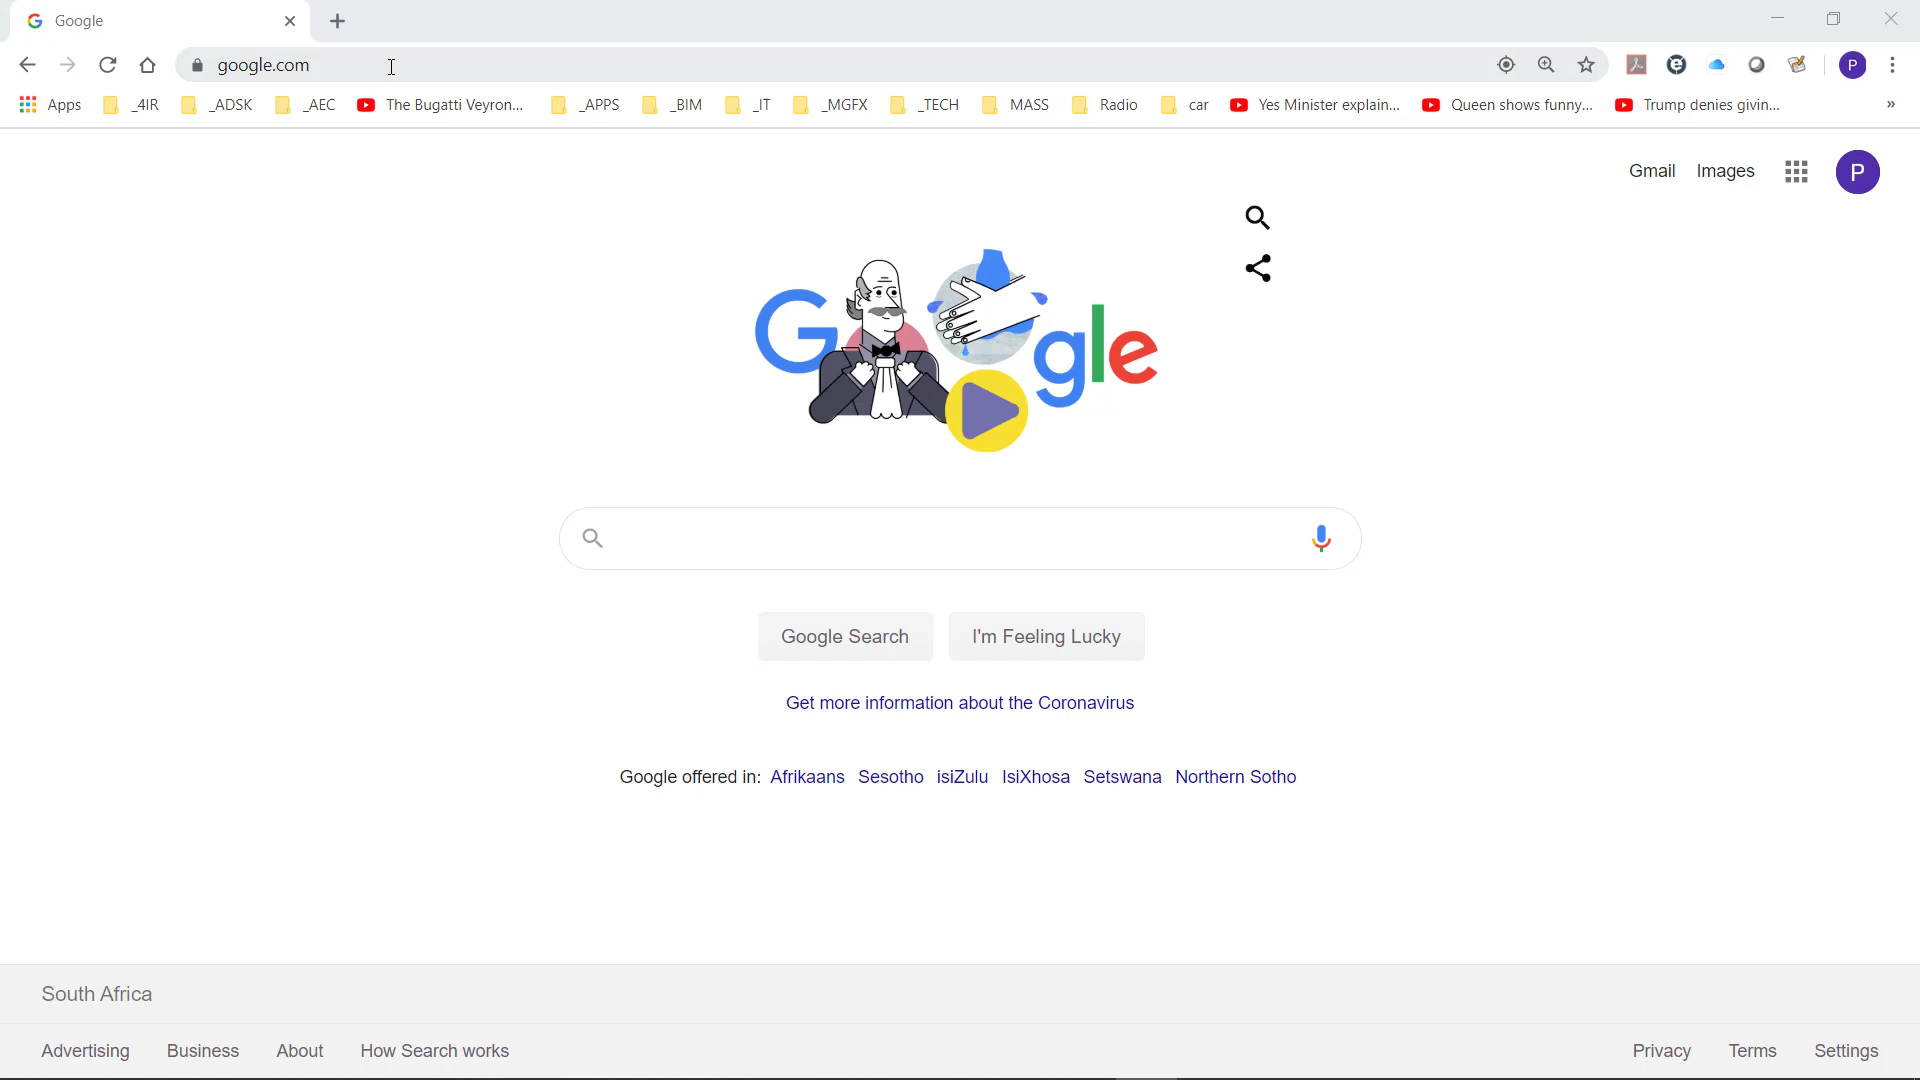 Google
google.com
P
Apps _4IR _ADSK _AEC The Bugatti Veyron... _APPS _BIM _IT _MGFX _TECH MASS Radio car Yes Minister explain... Queen shows funny... Trump denies givin... »
Gmail Images P
Google
Google Search I'm Feeling Lucky
Get more information about the Coronavirus
Google offered in: Afrikaans Sesotho isiZulu IsiXhosa Setswana Northern Sotho
South Africa
Advertising Business About How Search works Privacy Terms Settings